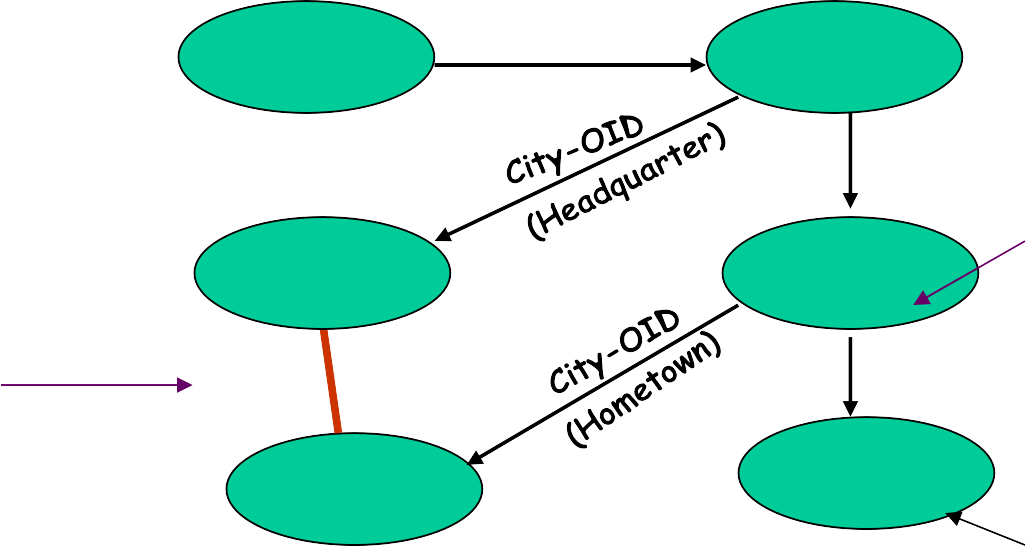 City-OID
(Headquarter)
City-OID
(Hometown)